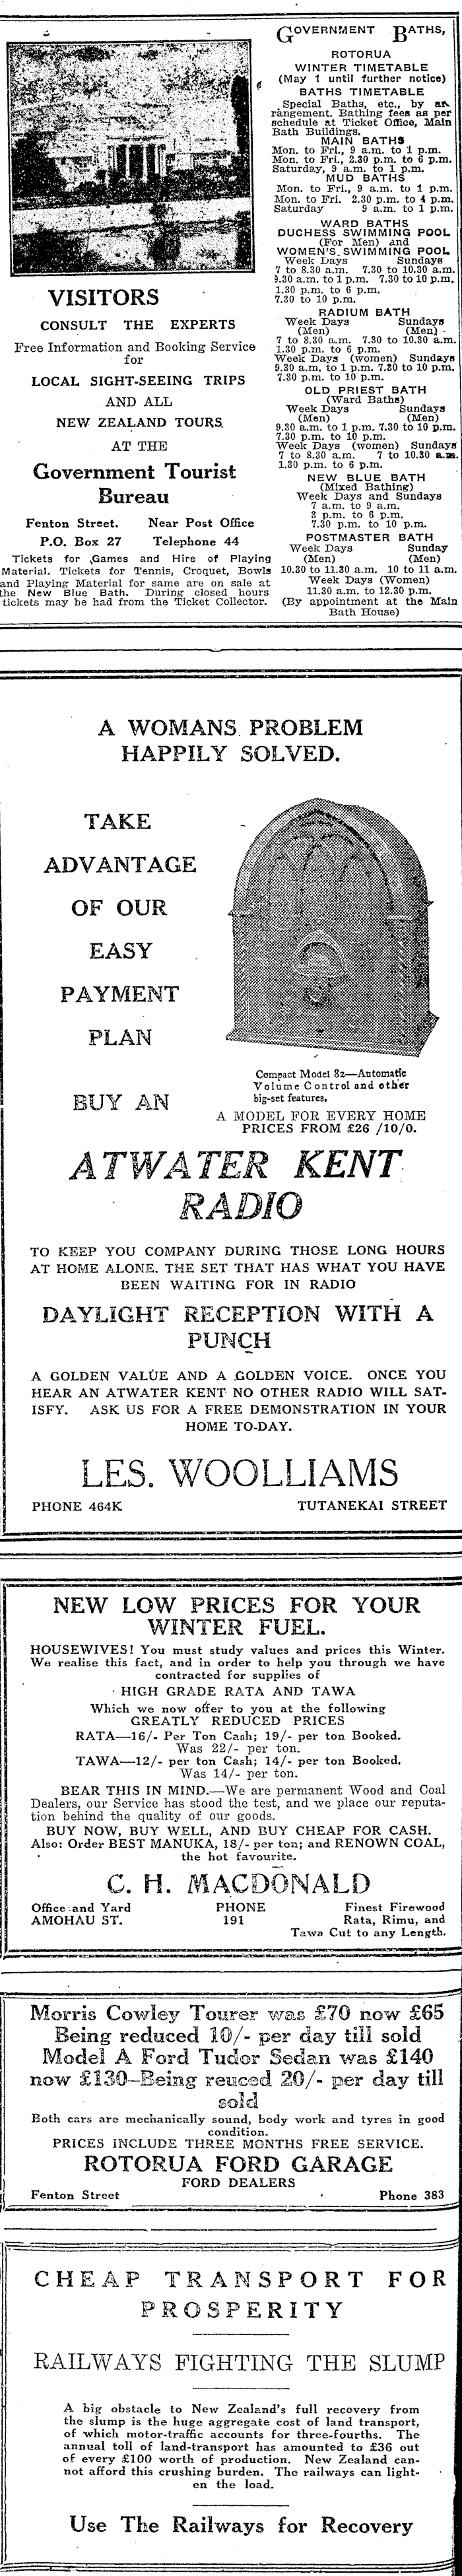 VISITORS
CONSULT THE EXPERTS
Free Information and Booking Service
for
LOCAL SIGHT-SEEING TRIPS
AND ALL
NEW ZEALAND TOURS,
AT THE
Government Tourist
Bureau
Fenton Street. Near Post Office
P.O. Box 27 Telephone 44
Tickets for Games and Hire of Playing
Material. Tickets for Tennis, Croquet, Bowls
and Playing Material for same are on sale at
the New Blue Bath. During closed hours
tickets may be had from the Ticket Collector.
GOVERNMENT BATHS,
ROTORUA
WINTER TIMETABLE
(May 1 until further notice)
BATHS TIMETABLE
Special Baths, etc., by ar-
rangement. Bathing fees as per
schedule at Ticket Office, Main
Bath Buildings.
MAIN BATHS
Mon. to Fri., 9 a.m. to 1 p.m.
Mon. to Fri., 2.30 p.m. to 6 p.m.
Saturday, 9 a.m. to 1 p.m.
MUD BATHS
Mon. to Fri., 9 a.m. to 1 p.m.
Mon. to Fri. 2.30 p.m. to 4 p.m.
Saturday 9 a.m. to 1 p.m.
WARD BATHS
DUCHESS SWIMMING POOL
(For Men) and
WOMEN'S SWIMMING POOL
Week Days Sundays
7 to 8.30 a.m. 7.30 to 10.30 a.m.
9.30 a.m. to 1 p.m. 7.30 to 10 p.m.
1.30 p.m. to 6 p.m.
7.30 to 10 p.m.
RADIUM BATH
Week Days Sundays
(Men) (Men)
7 to 8.30 a.m. 7.30 to 10.30 a.m.
1.30 p.m. to 6 p.m.
Week Days (women) Sundays
9.30 a.m. to 1 p.m. 7.30 to 10 p.m.
7.30 p.m. to 10 p.m.
OLD PRIEST BATH
(Ward Baths)
Week Days Sundays
(Men) (Men)
9.30 a.m. to 1 p.m. 7.30 to 10 p.m.
7.30 p.m. to 10 p.m.
Week Days (women) Sundays
7 to 8.30 a.m. 7 to 10.30 a.m.
1.30 p.m. to 6 p.m.
NEW BLUE BATH
(Mixed Bathing)
Week Days and Sundays
7 a.m. to 9 a.m.
3 p.m. to 6 p.m.
7.30 p.m. to 10 p.m.
POSTMASTER BATH
Week Days Sunday
(Men) (Men)
10.30 to 11.30 a.m. 10 to 11 a.m.
Week Days (Women)
11.30 a.m. to 12.30 p.m.
(By appointment at the Main
Bath House)
A WOMANS PROBLEM
HAPPILY SOLVED.
TAKE
ADVANTAGE
OF OUR
EASY
PAYMENT
PLAN
BUY AN
Compact Model 82—Automatic
Volume Control and other
big-set features.
A MODEL FOR EVERY HOME
PRICES FROM £26 /10/0.
ATWATER KENT
RADIO
TO KEEP YOU COMPANY DURING THOSE LONG HOURS
AT HOME ALONE. THE SET THAT HAS WHAT YOU HAVE
BEEN WAITING FOR IN RADIO
DAYLIGHT RECEPTION WITH A
PUNCH
A GOLDEN VALUE AND A GOLDEN VOICE. ONCE YOU
HEAR AN ATWATER KENT NO OTHER RADIO WILL SAT-
ISFY. ASK US FOR A FREE DEMONSTRATION IN YOUR
HOME TO-DAY.
LES. WOOLLIAMS
PHONE 464K TUTANEKAI STREET
NEW LOW PRICES FOR YOUR
WINTER FUEL.
HOUSEWIVES! You must study values and prices this Winter.
We realise this fact, and in order to help you through we have
contracted for supplies of
HIGH GRADE RATA AND TAWA
Which we now offer to you at the following
GREATLY REDUCED PRICES
RATA—16/- Per Ton Cash; 19/- per ton Booked.
Was 22/- per ton.
TAWA—12/- per ton Cash; 14/- per ton Booked.
Was 14/- per ton.
BEAR THIS IN MIND.—We are permanent Wood and Coal
Dealers, our Service has stood the test, and we place our reputa-
tion behind the quality of our goods.
BUY NOW, BUY WELL, AND BUY CHEAP FOR CASH.
Also: Order BEST MANUKA, 18/- per ton; and RENOWN COAL,
the hot favourite.
C. H. MACDONALD
Office and Yard PHONE Finest Firewood
AMOHAU ST. 191 Rata, Rimu, and
Tawa Cut to any Length.
Morris Cowley Tourer was £70 now £65
Being reduced 10/- per day till sold
Model A Ford Tudor Sedan was £140
now £130—Being reuced 20/- per day till
sold
Both cars are mechanically sound, body work and tyres in good
condition.
PRICES INCLUDE THREE MONTHS FREE SERVICE.
ROTORUA FORD GARAGE
FORD DEALERS
Fenton Street Phone 383
CHEAP TRANSPORT FOR
PROSPERITY
RAILWAYS FIGHTING THE SLUMP
A big obstacle to New Zealand's full recovery from
the slump is the huge aggregate cost of land transport,
of which motor-traffic accounts for three-fourths. The
annual toll of land-transport has amounted to £36 out
of every £100 worth of production. New Zealand can-
not afford this crushing burden. The railways can light-
en the load.
Use The Railways for Recovery